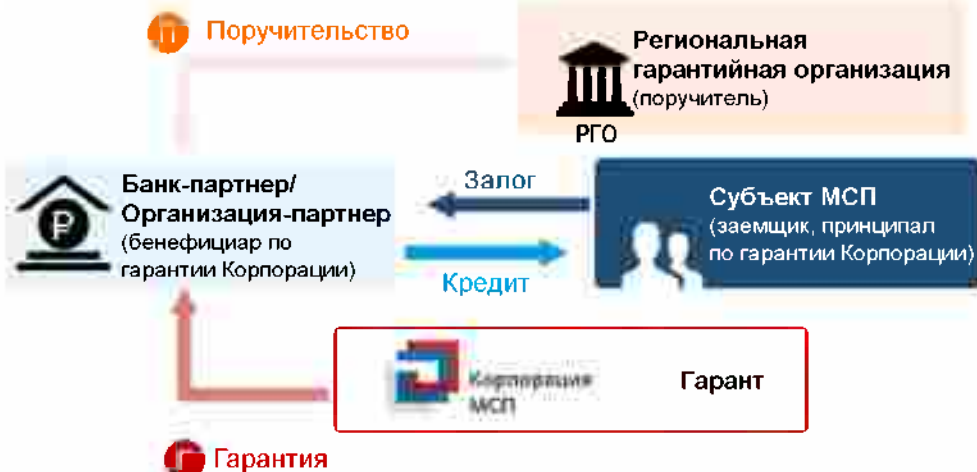 Поручительство
Региональная
гарантийная организация
(поручитель)
РГО
Банк-партнер/
Организация-партнер
(бенефициар по
гарантии Корпорации)
Залог
Кредит
Субъект МСП
(заемщик, принципал
по гарантии Корпорации)
Корпорация
МСП
Гарант
Гарантия